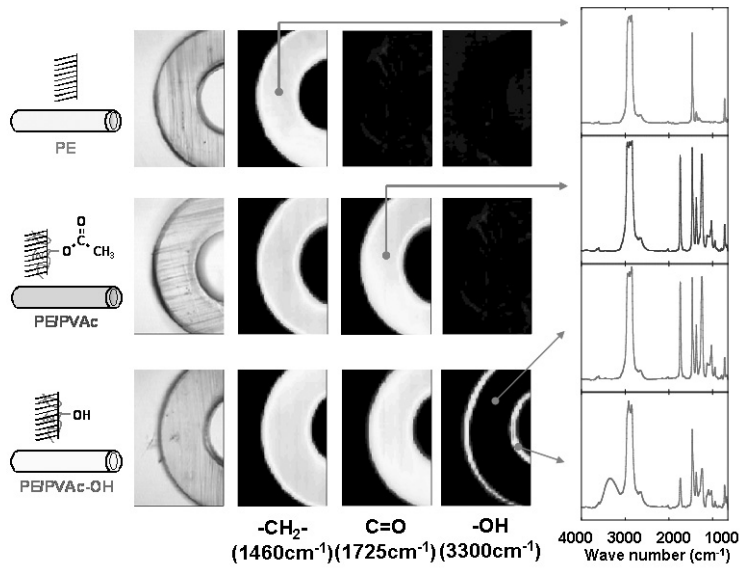 PE
O
O
C
CH₃
PE/PVAc
OH
PE/PVAc-OH
-CH₂- C=O -OH
(1460cm⁻¹) (1725cm⁻¹) (3300cm⁻¹)
4000 3000 2000 1000 700
Wave number (cm⁻¹)